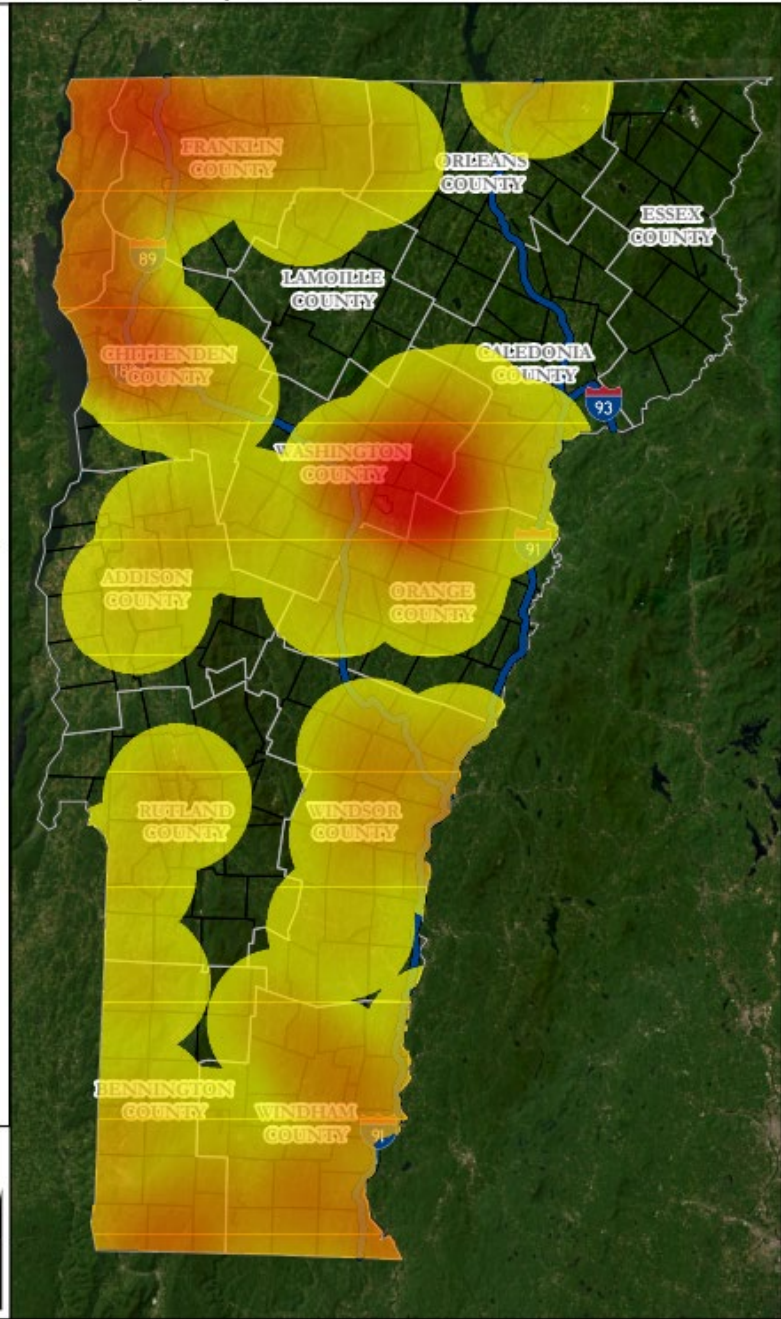 FRANKLIN
COUNTY
ORLEANS
COUNTY
ESSEX
COUNTY
89
LAMOILLE
COUNTY
CHITTENDEN
COUNTY
CALEDONIA
COUNTY
93
WASHINGTON
COUNTY
91
ADDISON
COUNTY
ORANGE
COUNTY
RUTLAND
COUNTY
WINDSOR
COUNTY
BENNINGTON
COUNTY
WINDHAM
COUNTY
91